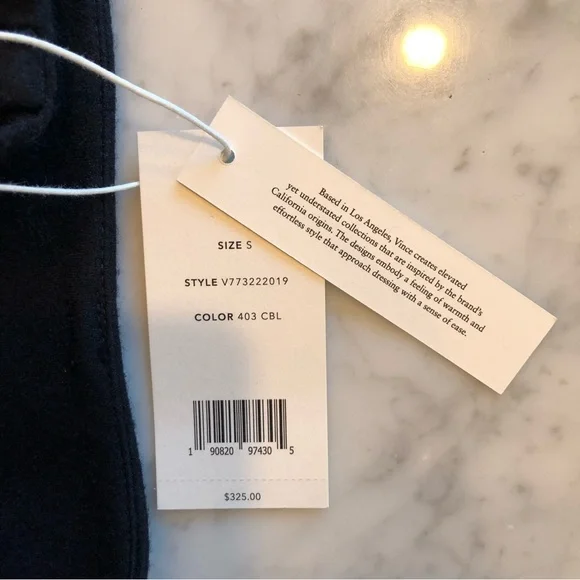 SIZE S
STYLE V773222019
COLOR 403 CBL
1 90820 97430 5
$325.00
Based in Los Angeles, Vince creates elevated
yet understated collections that are inspired by the brand's
California origins. The designs embody a feeling of warmth and
effortless style that approach dressing with a sense of ease.